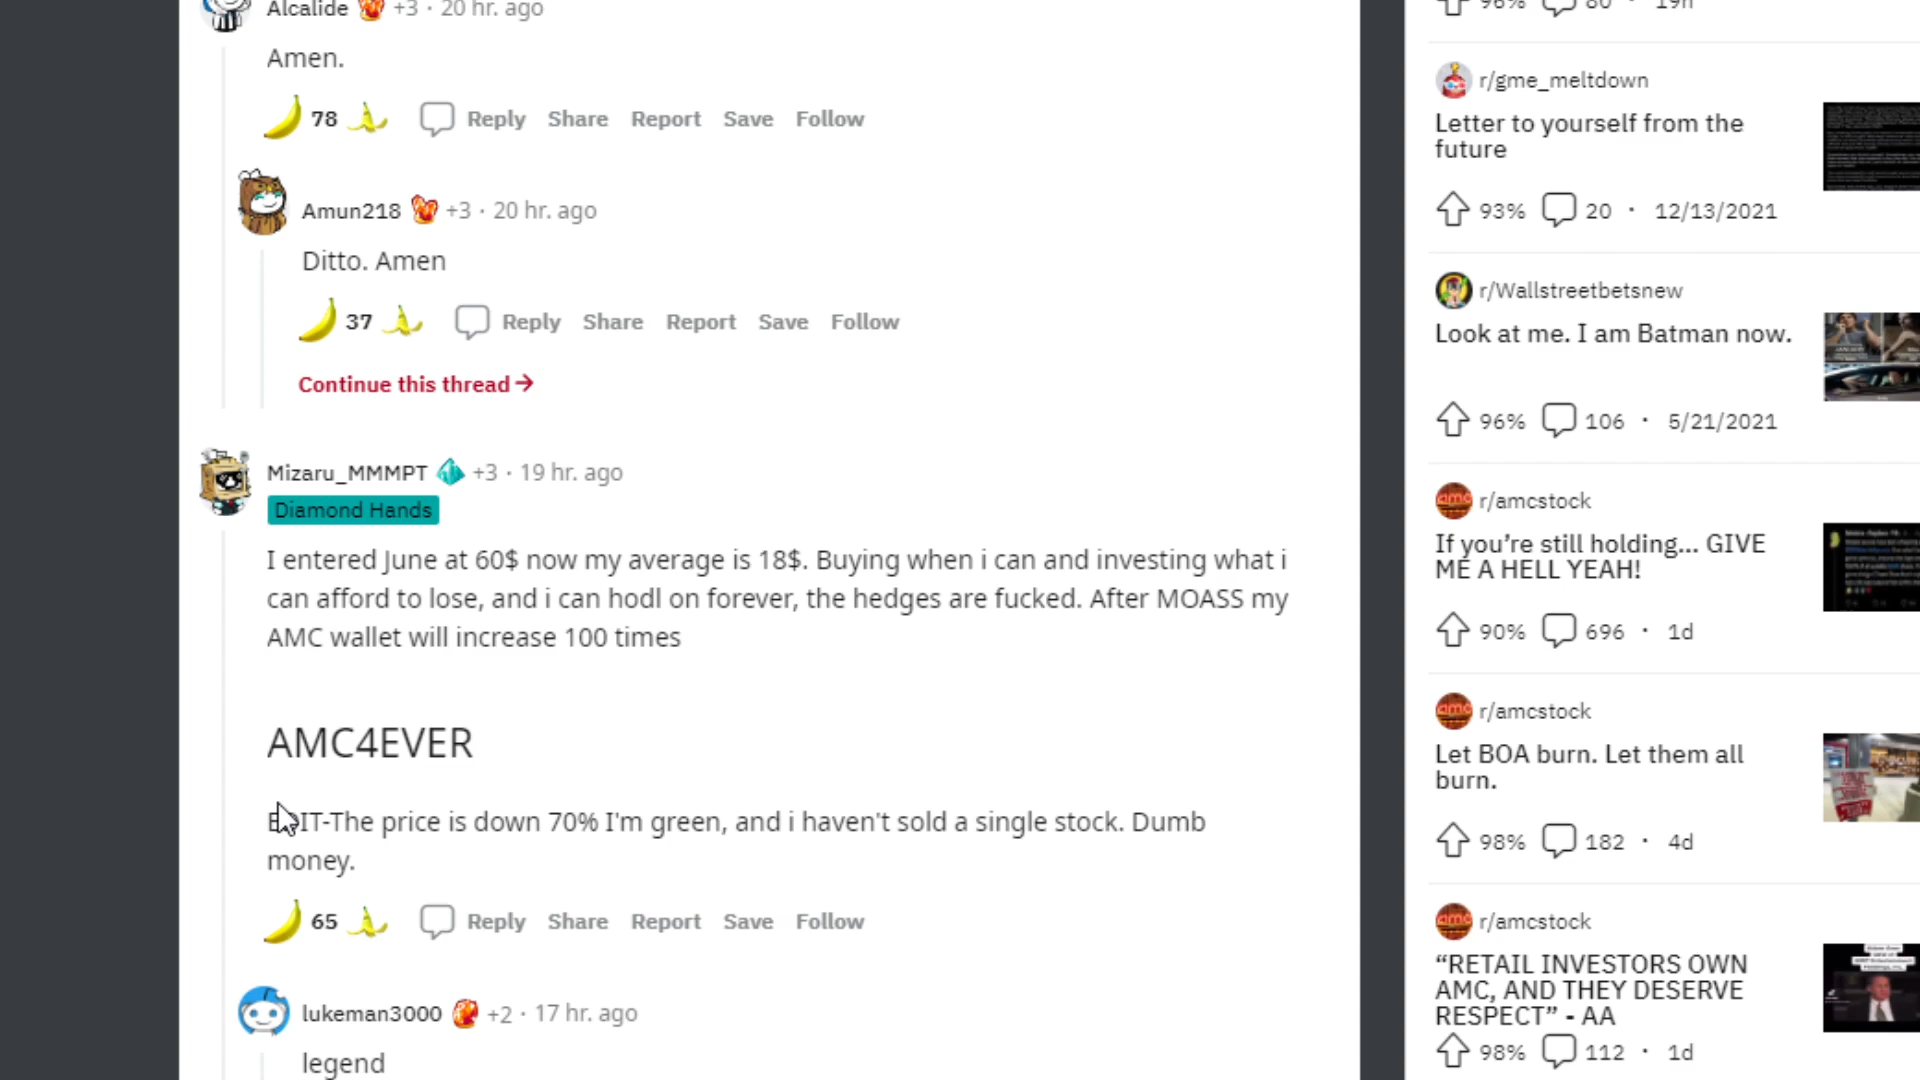 Alcalide +3 · 20 hr. ago
Amen.
78 Reply Share Report Save Follow
Amun218 +3 · 20 hr. ago
Ditto. Amen
37 Reply Share Report Save Follow
Continue this thread
Mizaru_MMMPT +3 · 19 hr. ago
Diamond Hands
I entered June at 60$ now my average is 18$. Buying when i can and investing what i
can afford to lose, and i can hodl on forever, the hedges are fucked. After MOASS my
AMC wallet will increase 100 times
AMC4EVER
EDIT-The price is down 70% I'm green, and i haven't sold a single stock. Dumb
money.
65 Reply Share Report Save Follow
lukeman3000 +2 · 17 hr. ago
legend
96% 80 · 19h
r/gme_meltdown
Letter to yourself from the
future
93% 20 · 12/13/2021
r/Wallstreetbetsnew
Look at me. I am Batman now.
96% 106 · 5/21/2021
r/amcstock
If you’re still holding... GIVE
ME A HELL YEAH!
90% 696 · 1d
r/amcstock
Let BOA burn. Let them all
burn.
98% 182 · 4d
r/amcstock
“RETAIL INVESTORS OWN
AMC, AND THEY DESERVE
RESPECT” - AA
98% 112 · 1d